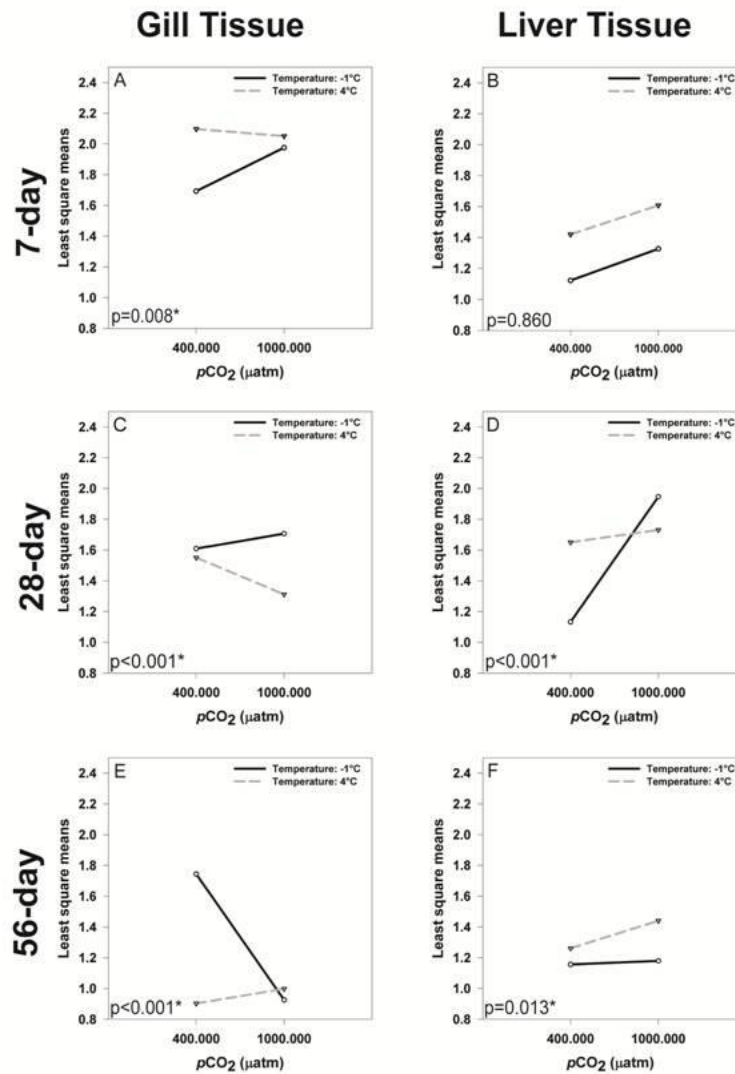 Gill Tissue
Liver Tissue
7-day
A
Temperature: -1°C
Temperature: 4°C
Least square means
2.4
2.2
2.0
1.8
1.6
1.4
1.2
1.0
0.8
p=0.008*
400.000
1000.000
pCO2 (µatm)
B
Temperature: -1°C
Temperature: 4°C
Least square means
2.4
2.2
2.0
1.8
1.6
1.4
1.2
1.0
0.8
p=0.860
400.000
1000.000
pCO2 (µatm)
28-day
C
Temperature: -1°C
Temperature: 4°C
Least square means
2.4
2.2
2.0
1.8
1.6
1.4
1.2
1.0
0.8
p<0.001*
400.000
1000.000
pCO2 (µatm)
D
Temperature: -1°C
Temperature: 4°C
Least square means
2.4
2.2
2.0
1.8
1.6
1.4
1.2
1.0
0.8
p<0.001*
400.000
1000.000
pCO2 (µatm)
56-day
E
Temperature: -1°C
Temperature: 4°C
Least square means
2.4
2.2
2.0
1.8
1.6
1.4
1.2
1.0
0.8
p<0.001*
400.000
1000.000
pCO2 (µatm)
F
Temperature: -1°C
Temperature: 4°C
Least square means
2.4
2.2
2.0
1.8
1.6
1.4
1.2
1.0
0.8
p=0.013*
400.000
1000.000
pCO2 (µatm)